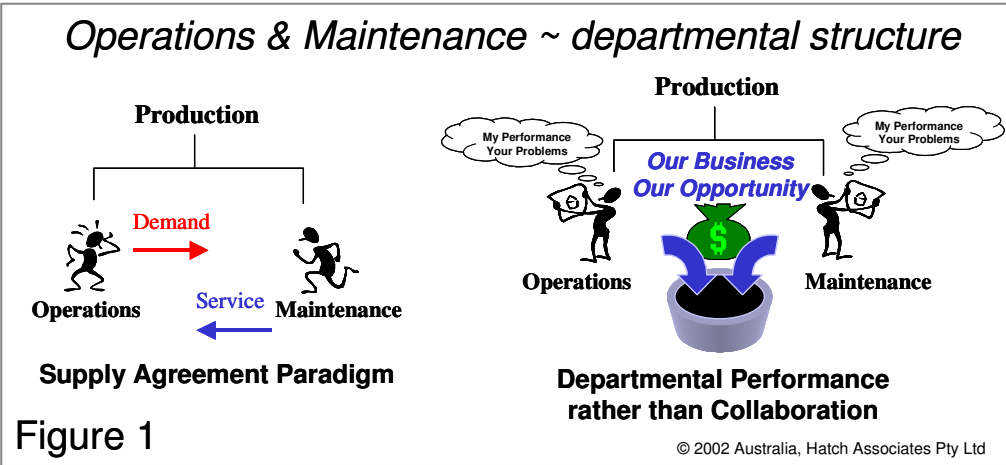 Operations & Maintenance ~ departmental structure
Production
Demand
Operations
Service
Maintenance
Supply Agreement Paradigm
Production
My Performance
Your Problems
My Performance
Your Problems
Our Business
Our Opportunity
$
Operations
Maintenance
Departmental Performance
rather than Collaboration
Figure 1
© 2002 Australia, Hatch Associates Pty Ltd